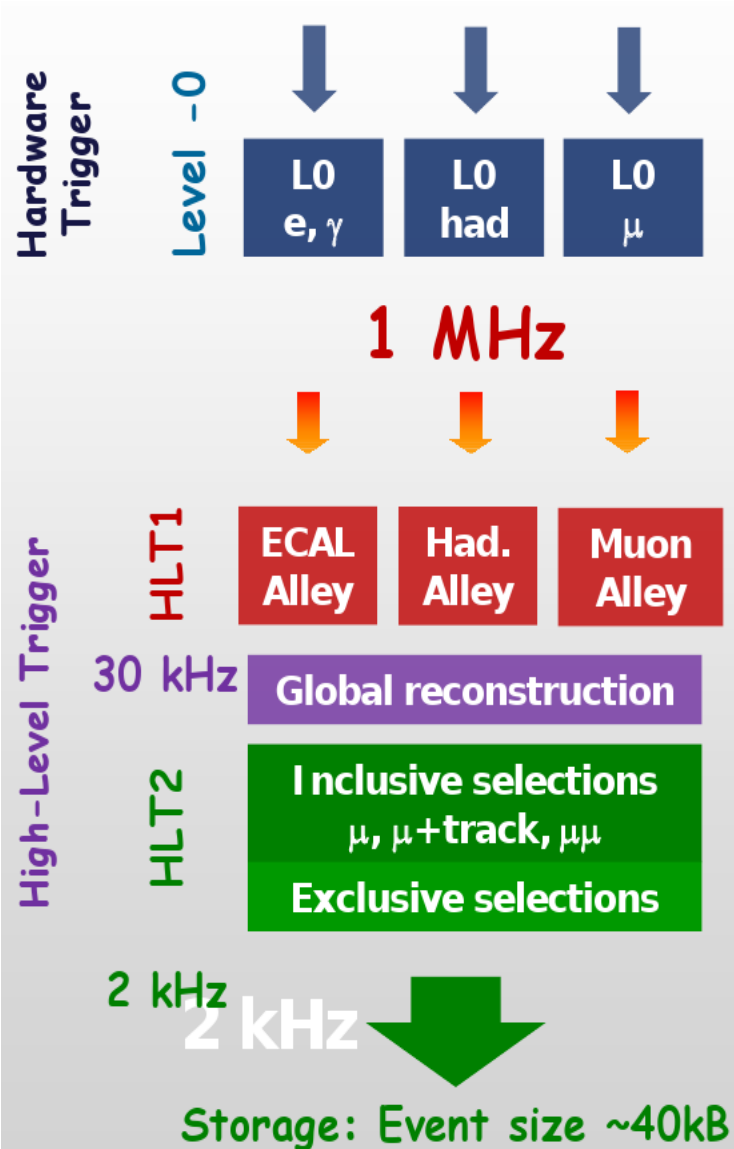 Hardware
Trigger
Level -0
L0
e, γ
L0
had
L0
μ
1 MHz
High-Level Trigger
HLT1
ECAL
Alley
Had.
Alley
Muon
Alley
30 kHz
Global reconstruction
HLT2
Inclusive selections
μ, μ+track, μμ
Exclusive selections
2 kHz
2 kHz
Storage: Event size ~40kB